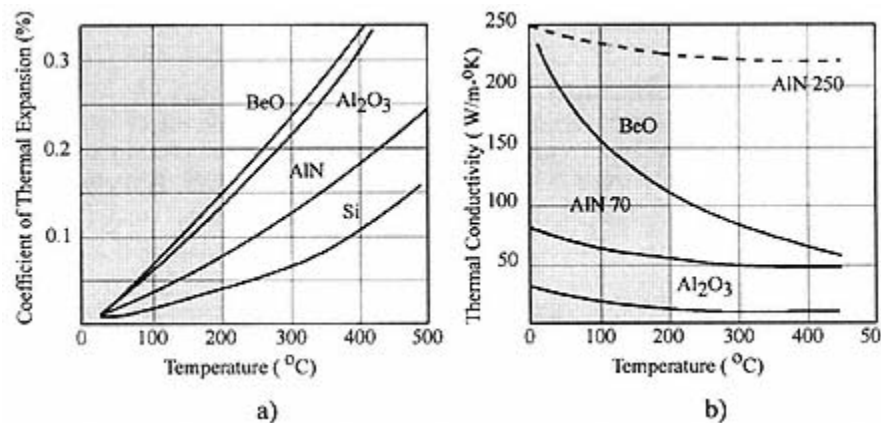 Coefficient of Thermal Expansion (%)
0.3
0.2
0.1
0
100
200
300
400
500
BeO
Al₂O₃
AlN
Si
Temperature ( °C)
a)
Thermal Conductivity ( W/m-°K)
250
200
150
100
50
0
100
200
300
400
50
AlN 250
BeO
AlN 70
Al₂O₃
Temperature ( °C)
b)